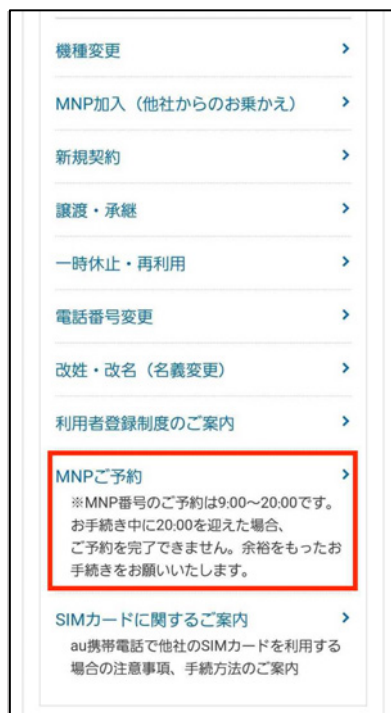 機種変更
MNP加入（他社からのお乗かえ）
新規契約
譲渡・承継
一時休止・再利用
電話番号変更
改姓・改名（名義変更）
利用者登録制度のご案内
MNPご予約
※MNP番号のご予約は9:00～20:00です。
お手続き中に20:00を迎えた場合、
ご予約を完了できません。余裕をもったお
手続きをお願いいたします。
SIMカードに関するご案内
au携帯電話で他社のSIMカードを利用する
場合の注意事項、手続方法のご案内